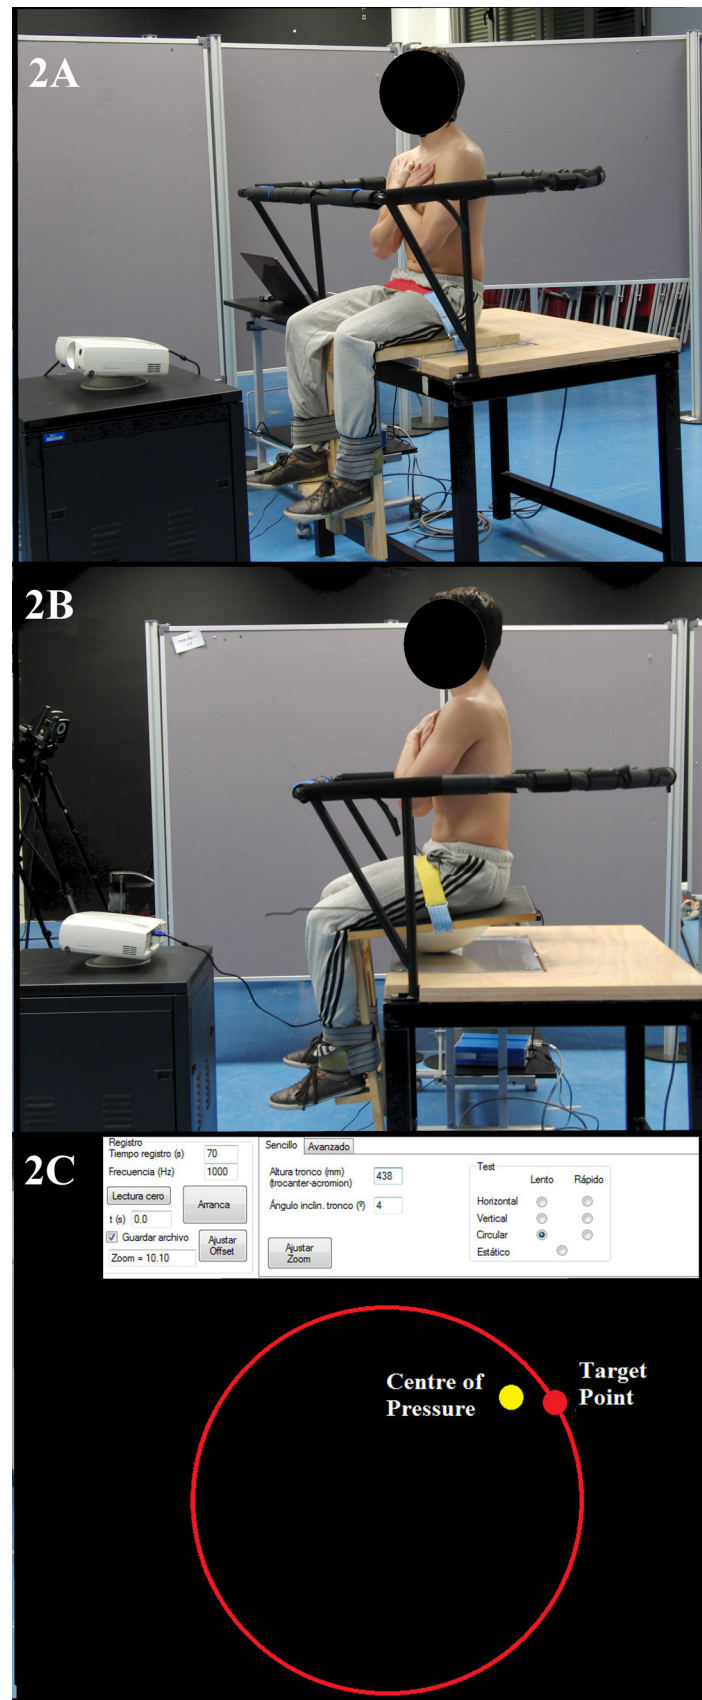 2A
2B
2C
Registro
Tiempo registro (s) 70
Frecuencia (Hz) 1000
Lectura cero
Arranca
t (s) 0.0
Guardar archivo
Ajustar
Offset
Zoom = 10.10
Sencillo Avanzado
Altura tronco (mm)
(trocanter-acromion) 438
Ángulo inclin. tronco (º) 4
Ajustar
Zoom
Test
Lento Rápido
Horizontal
Vertical
Circular
Estático
Centre of
Pressure
Target
Point